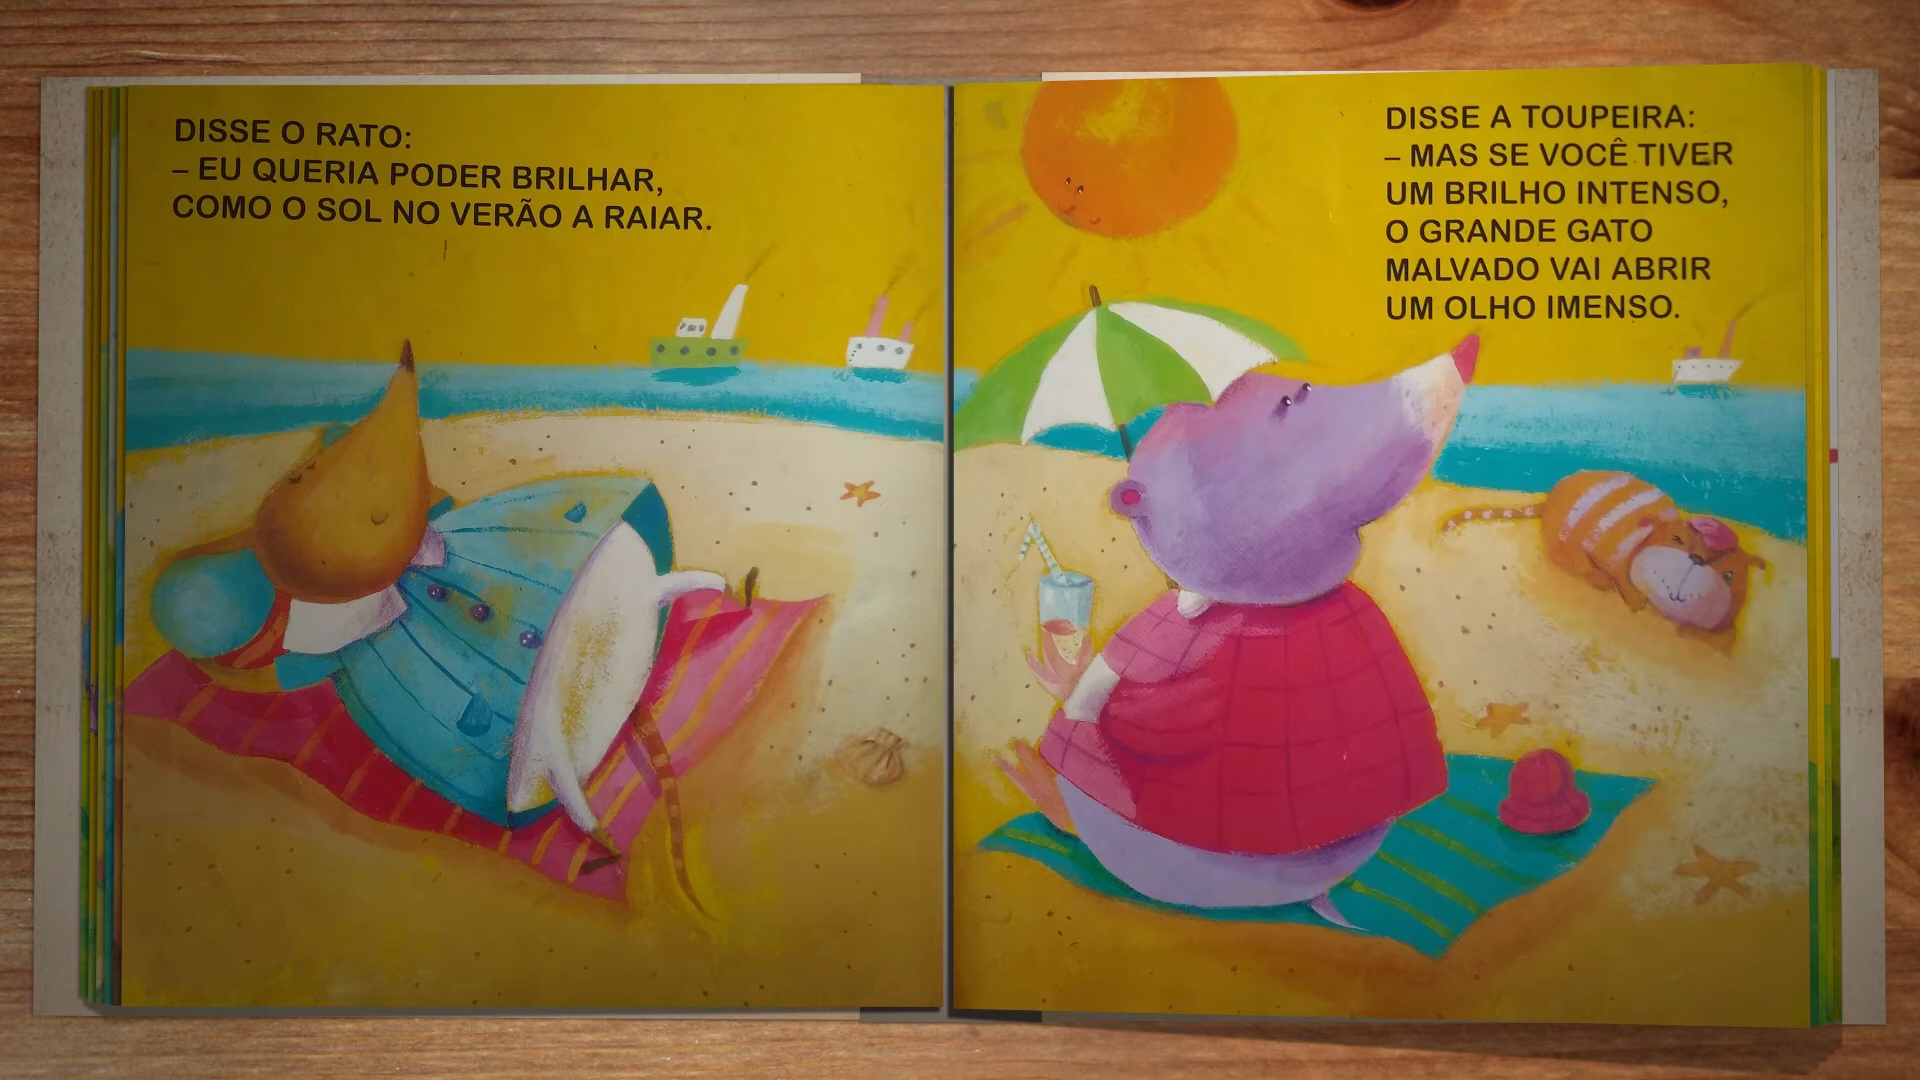 DISSE O RATO:
– EU QUERIA PODER BRILHAR,
COMO O SOL NO VERÃO A RAIAR.
DISSE A TOUPEIRA:
– MAS SE VOCÊ TIVER
UM BRILHO INTENSO,
O GRANDE GATO
MALVADO VAI ABRIR
UM OLHO IMENSO.